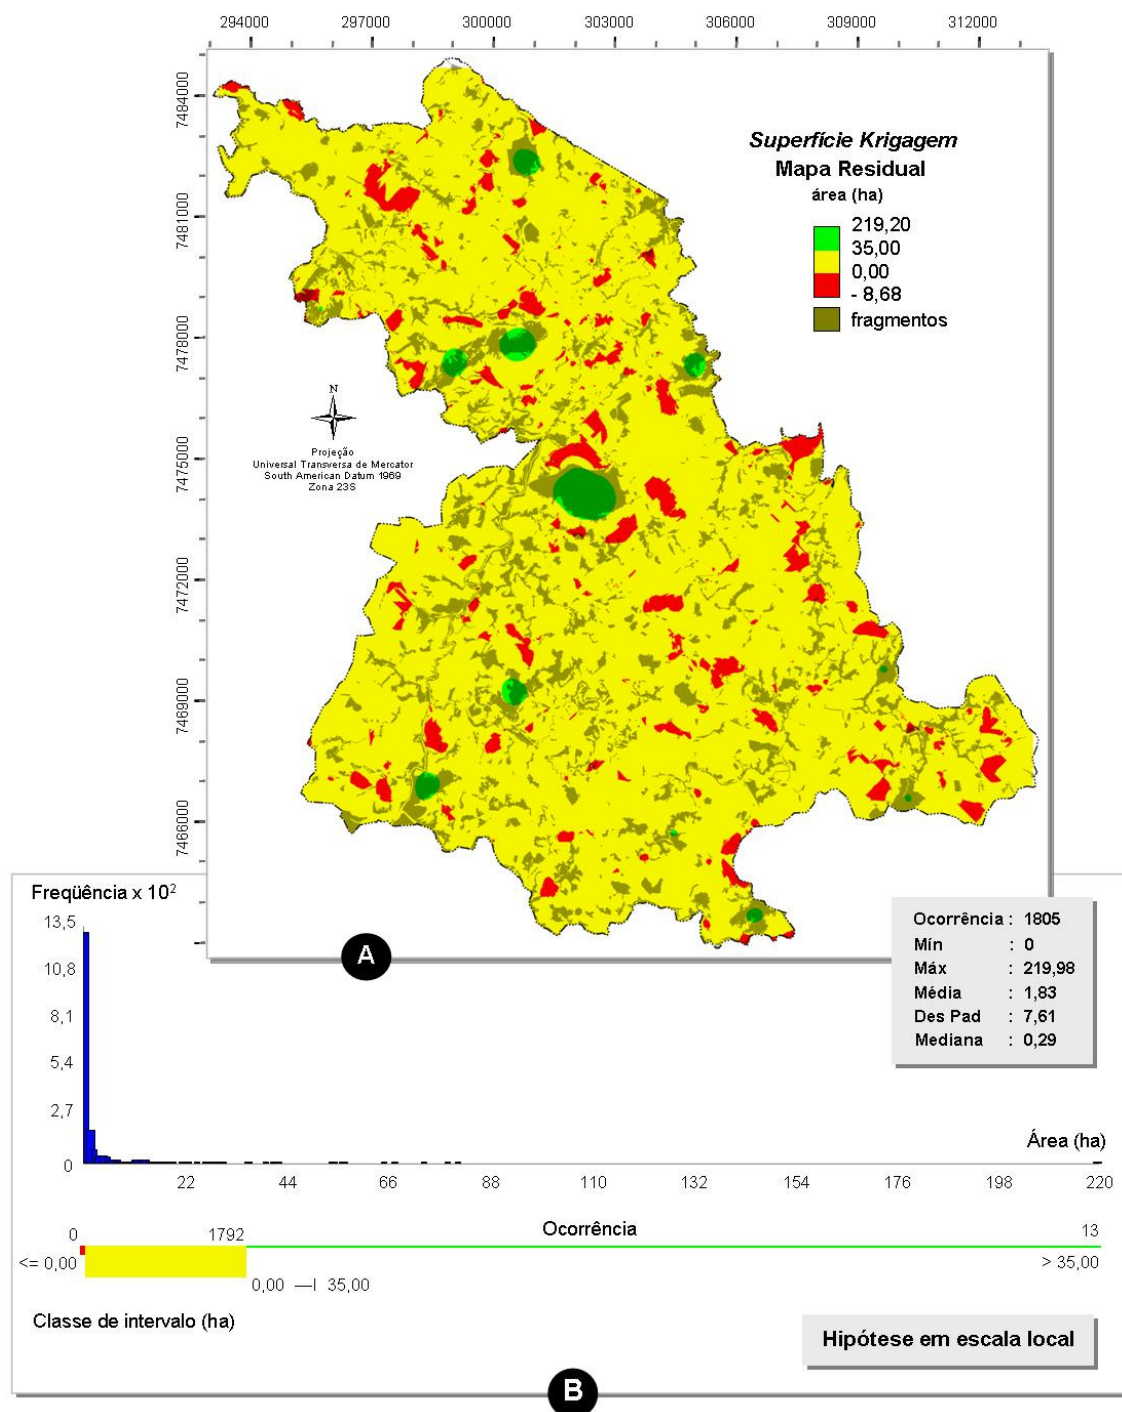 294000 297000 300000 303000 306000 309000 312000
7484000
7481000
7478000
7475000
7472000
7469000
7466000
Superfície Krigagem
Mapa Residual
área (ha)
219,20
35,00
0,00
- 8,68
fragmentos
N
Projeção
Universal Transversa de Mercator
South American Datum 1969
Zona 23S
A
Freqüência x 10²
13,5
10,8
8,1
5,4
2,7
0
Ocorrência : 1805
Mín : 0
Máx : 219,98
Média : 1,83
Des Pad : 7,61
Mediana : 0,29
Área (ha)
22 44 66 88 110 132 154 176 198 220
0 1792 Ocorrência 13
<= 0,00 > 35,00
0,00 —I 35,00
Classe de intervalo (ha)
Hipótese em escala local
B